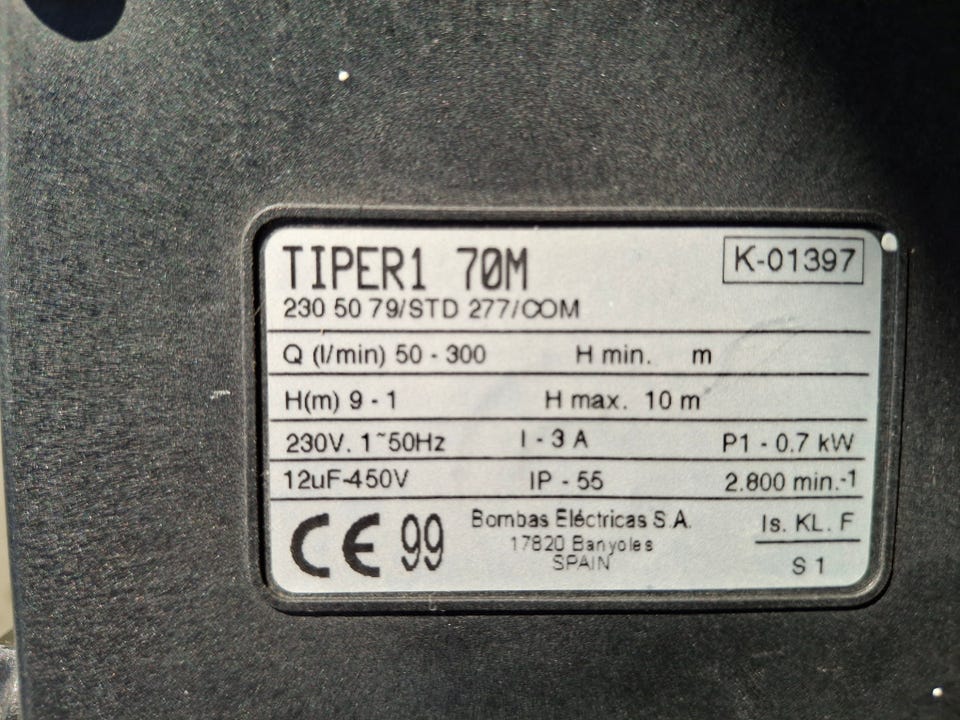 TIPER1 70M K-01397
230 50 79/STD 277/COM
Q (l/min) 50 - 300 H min. m
H(m) 9 - 1 H max. 10 m
230V. 1~50Hz I - 3 A P1 - 0.7 kW
12uF-450V IP - 55 2.800 min.-1
CE 99 Bombas Eléctricas S.A. Is. KL. F
17820 Banyoles
SPAIN S 1